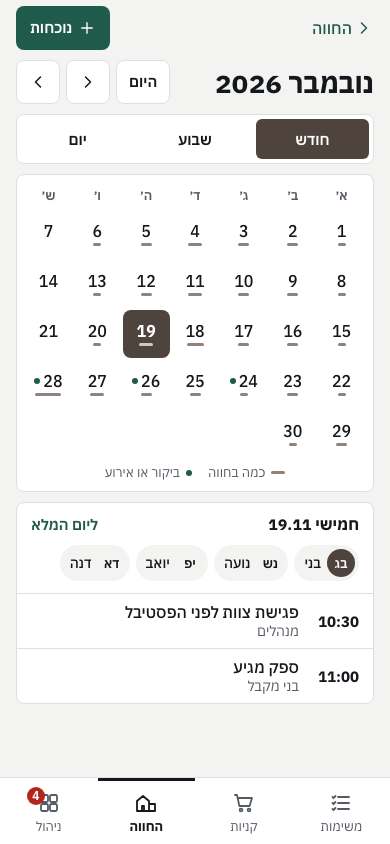 החווה
נוכחות
נובמבר 2026
היום
חודש שבוע יום
א׳ ב׳ ג׳ ד׳ ה׳ ו׳ ש׳
1 2 3 4 5 6 7
8 9 10 11 12 13 14
15 16 17 18 19 20 21
22 23 24 25 26 27 28
29 30
כמה בחווה ביקור או אירוע
חמישי 19.11 ליום המלא
בג בני נש נועה יפ יואב דא דנה
10:30 פגישת צוות לפני הפסטיבל
מנהלים
11:00 ספק מגיע
בני מקבל
4
משימות קניות החווה ניהול